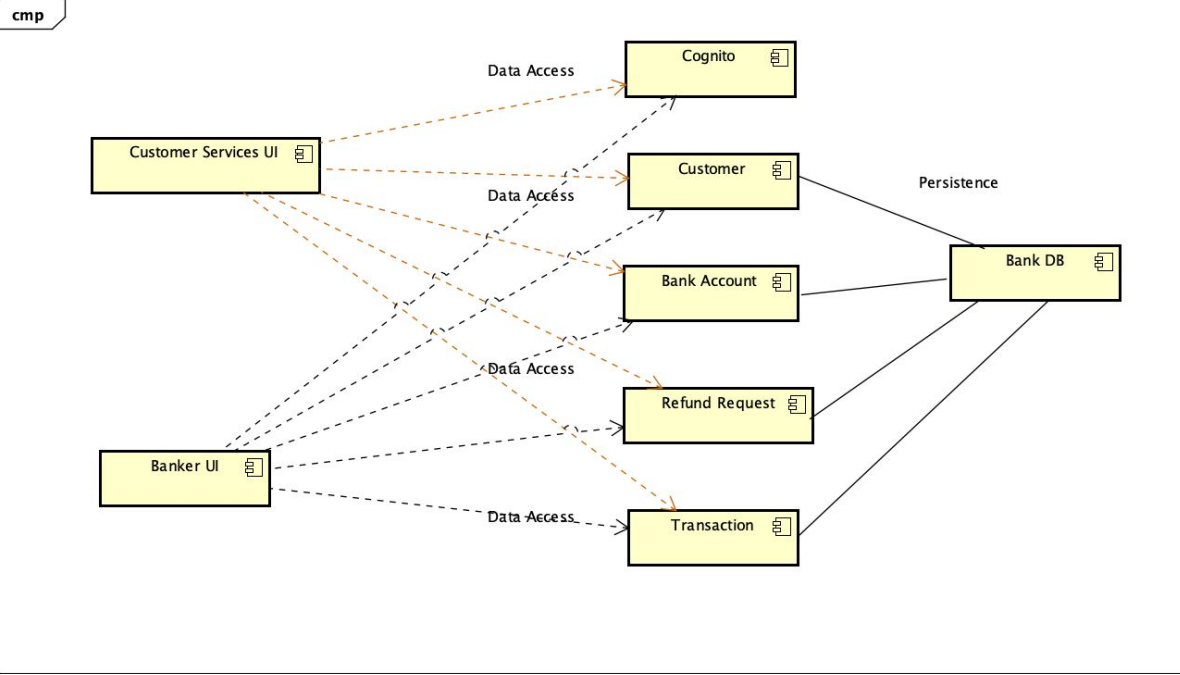 cmp
Cognito
Data Access
Customer Services UI
Customer
Persistence
Data Access
Bank DB
Bank Account
Data Access
Refund Request
Banker UI
Data Access
Transaction